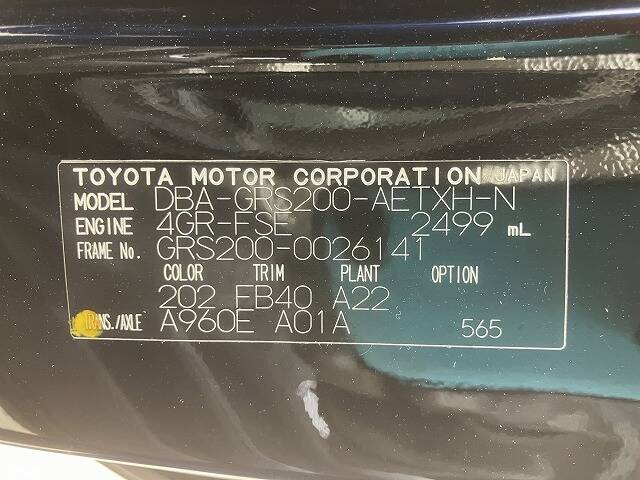 TOYOTA MOTOR CORPORATION JAPAN
MODEL DBA-GRS200-AETXH-N
ENGINE 4GR-FSE 2499 mL
FRAME No. GRS200-0026141
COLOR TRIM PLANT OPTION
202 FB40 A22
TRANS./AXLE A960E A01A 565